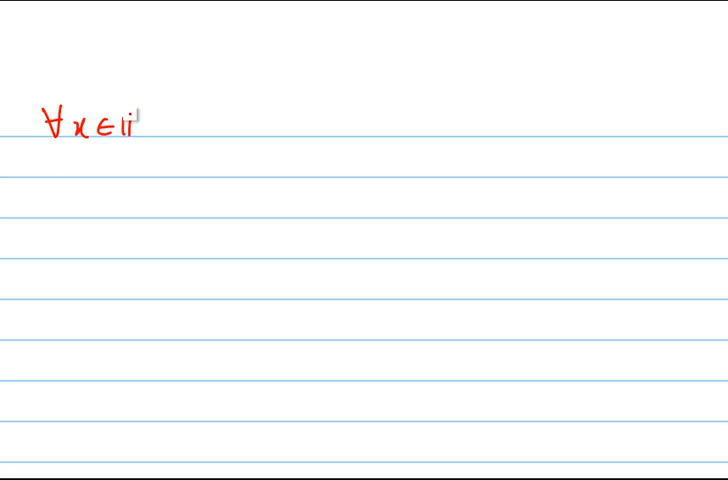 ∀ x ∈